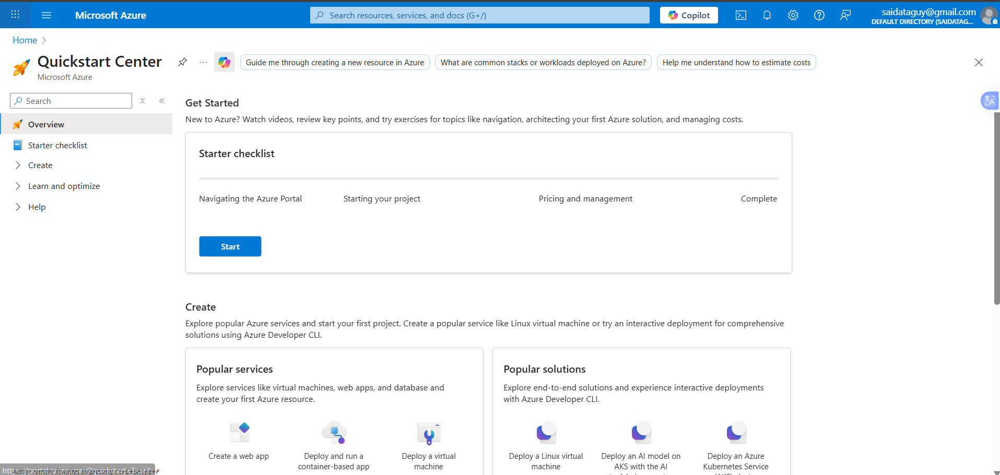 Microsoft Azure
Search resources, services, and docs (G+/)
Copilot
saidataguy@gmail.com
DEFAULT DIRECTORY (SAIDATAG...
Home
Quickstart Center
Microsoft Azure
...
Guide me through creating a new resource in Azure
What are common stacks or workloads deployed on Azure?
Help me understand how to estimate costs
Search
Overview
Starter checklist
Create
Learn and optimize
Help
Get Started
New to Azure? Watch videos, review key points, and try exercises for topics like navigation, architecting your first Azure solution, and managing costs.
Starter checklist
Navigating the Azure Portal
Starting your project
Pricing and management
Complete
Start
Create
Explore popular Azure services and start your first project. Create a popular service like Linux virtual machine or try an interactive deployment for comprehensive
solutions using Azure Developer CLI.
Popular services
Explore services like virtual machines, web apps, and database and
create your first Azure resource.
Create a web app
Deploy and run a
container-based app
Deploy a virtual
machine
Popular solutions
Explore end-to-end solutions and experience interactive deployments
with Azure Developer CLI.
Deploy a Linux virtual
machine
Deploy an AI model on
AKS with the AI
Deploy an Azure
Kubernetes Service
Add or remove favorites by pressing Ctrl+Shift+F